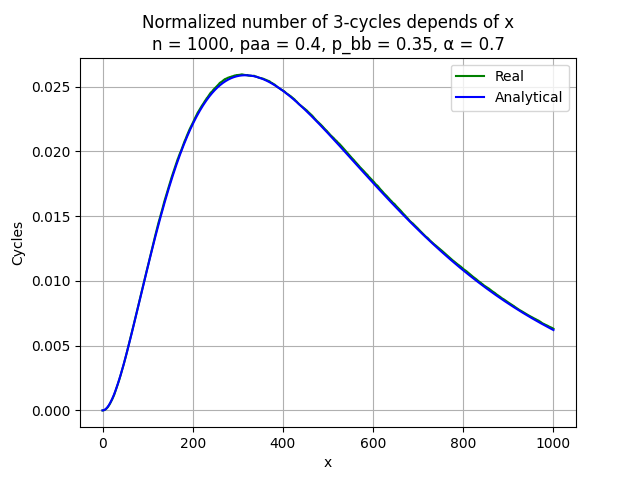 Normalized number of 3-cycles depends of x
n = 1000, paa = 0.4, p_bb = 0.35, α = 0.7
Real
Analytical
0.025
0.020
0.015
0.010
0.005
0.000
Cycles
0 200 400 600 800 1000
x